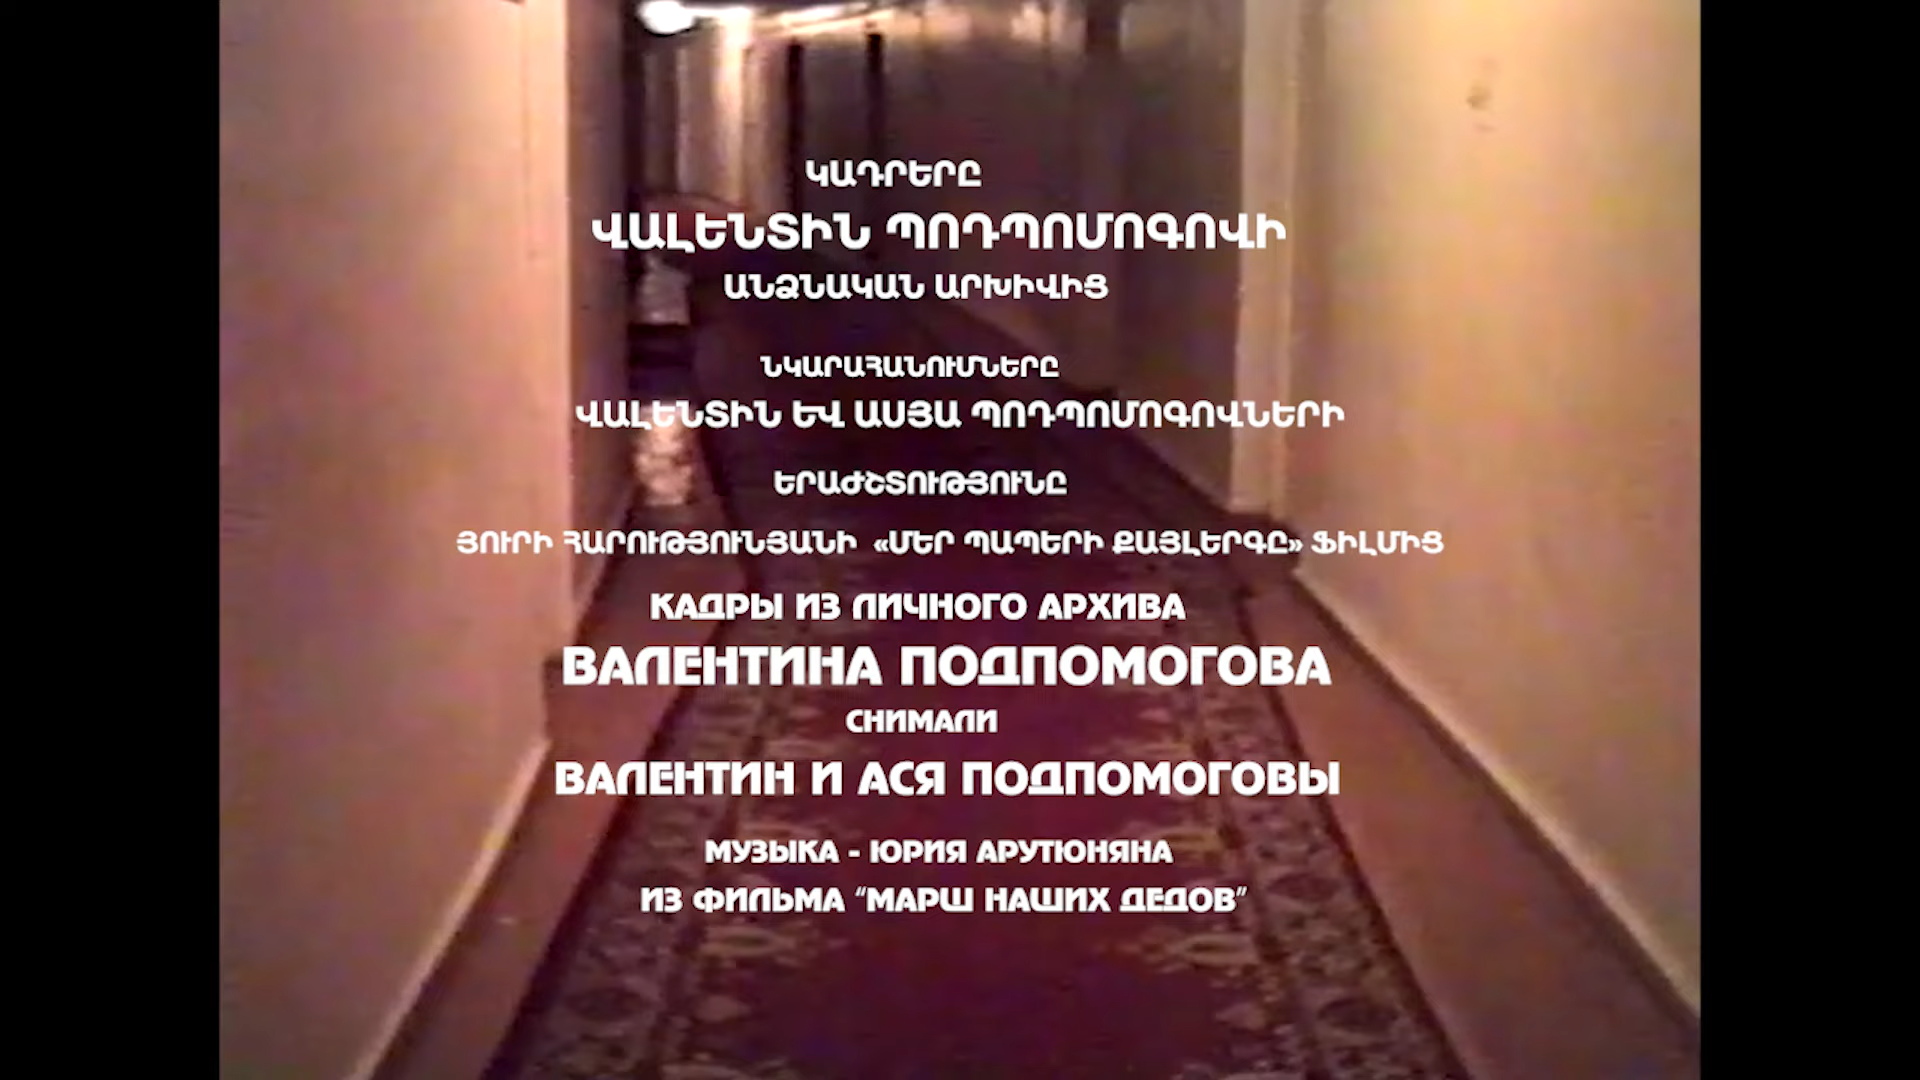 ԿԱԴՐԵՐԸ
ՎԱԼԵՆՏԻՆ ՊՈԴՊՈՄՈԳՈՎԻ
ԱՆՁՆԱԿԱՆ ԱՐԽԻՎԻՑ
ՆԿԱՐԱՀԱՆՈՒՄՆԵՐԸ
ՎԱԼԵՆՏԻՆ ԵՎ ԱՍՅԱ ՊՈԴՊՈՄՈԳՈՎՆԵՐԻ
ԵՐԱԺՇՏՈՒԹՅՈՒՆԸ
ՅՈՒՐԻ ՀԱՐՈՒԹՅՈՒՆՅԱՆԻ «ՄԵՐ ՊԱՊԵՐԻ ՔԱՅԼԵՐԳԸ» ՖԻԼՄԻՑ
КАДРЫ ИЗ ЛИЧНОГО АРХИВА
ВАЛЕНТИНА ПОДПОМОГОВА
СНИМАЛИ
ВАЛЕНТИН И АСЯ ПОДПОМОГОВЫ
МУЗЫКА - ЮРИЯ АРУТЮНЯНА
ИЗ ФИЛЬМА “МАРШ НАШИХ ДЕДОВ”